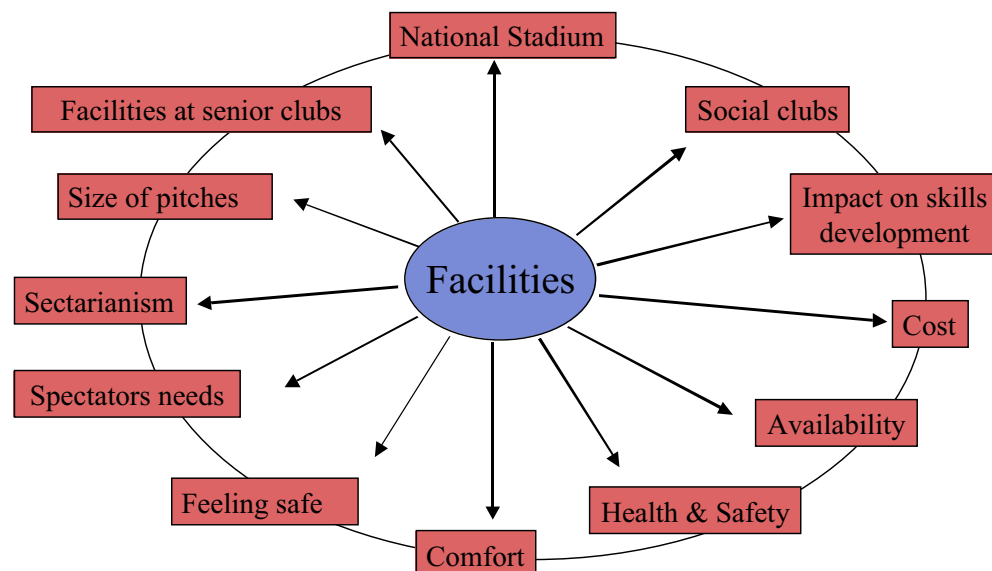 National Stadium
Facilities at senior clubs
Social clubs
Size of pitches
Impact on skills
development
Facilities
Sectarianism
Cost
Spectators needs
Availability
Feeling safe
Health & Safety
Comfort